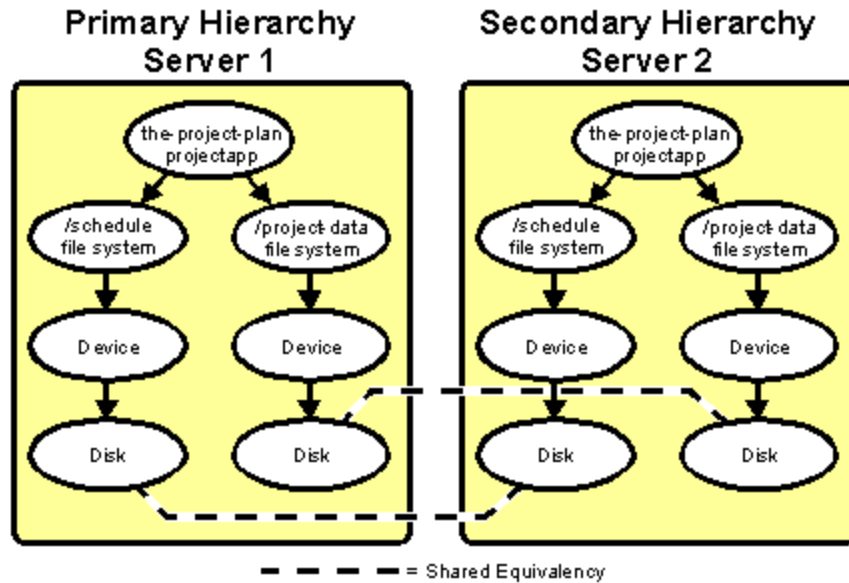 Primary Hierarchy
Server 1
Secondary Hierarchy
Server 2
the-project-plan
projectapp
/schedule
file system
/project-data
file system
Device
Device
Disk
Disk
the-project-plan
projectapp
/schedule
file system
/project-data
file system
Device
Device
Disk
Disk
= Shared Equivalency